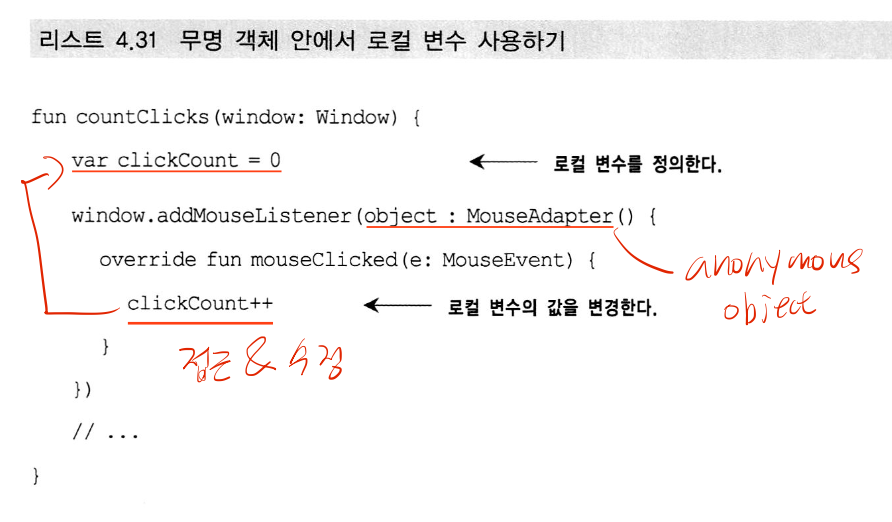 리스트 4.31 무명 객체 안에서 로컬 변수 사용하기
fun countClicks(window: Window) {
var clickCount = 0 ← 로컬 변수를 정의한다.
window.addMouseListener(object : MouseAdapter() {
override fun mouseClicked(e: MouseEvent) {
anonymous
clickCount++ ← 로컬 변수의 값을 변경한다.
object
}
접근 & 수정
})
// ...
}